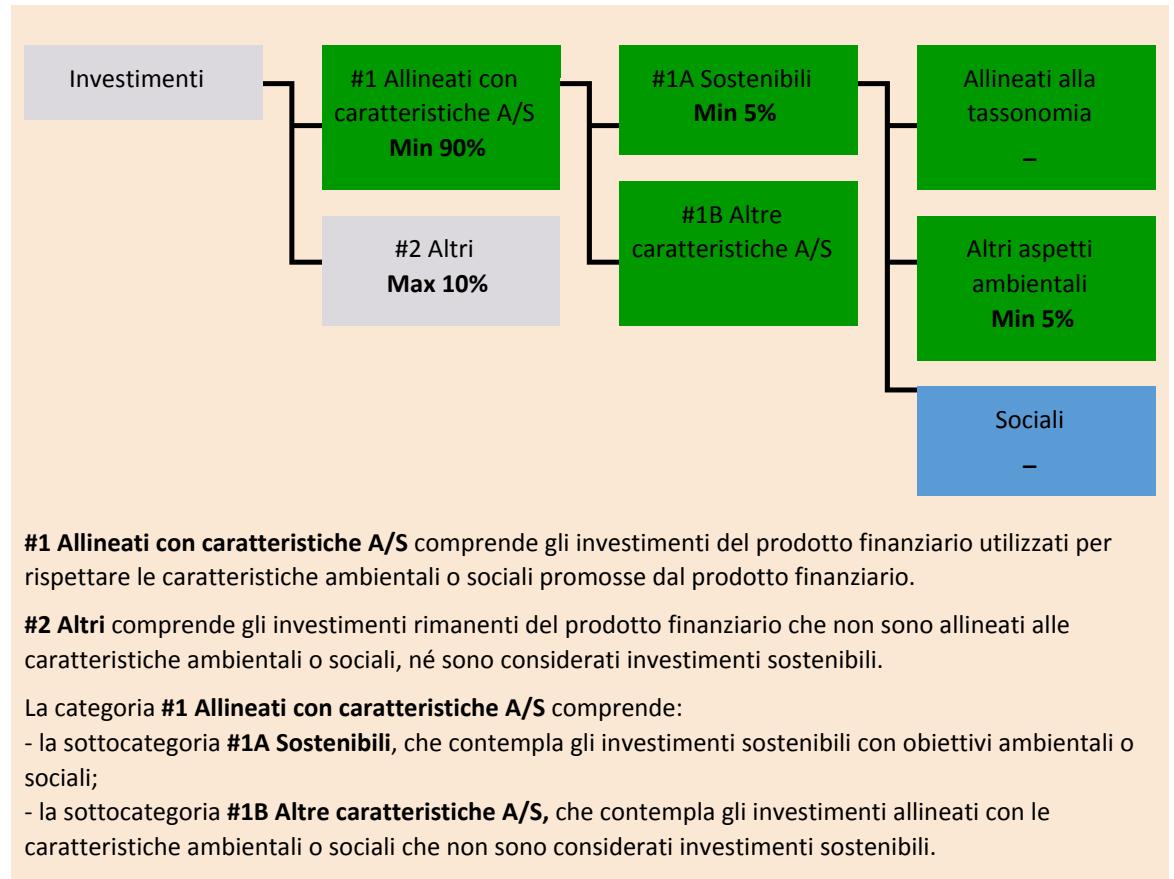 Investimenti
#1 Allineati con
caratteristiche A/S
Min 90%
#2 Altri
Max 10%
#1A Sostenibili
Min 5%
#1B Altre
caratteristiche A/S
Allineati alla
tassonomia
–
Altri aspetti
ambientali
Min 5%
Sociali
–
#1 Allineati con caratteristiche A/S comprende gli investimenti del prodotto finanziario utilizzati per
rispettare le caratteristiche ambientali o sociali promosse dal prodotto finanziario.
#2 Altri comprende gli investimenti rimanenti del prodotto finanziario che non sono allineati alle
caratteristiche ambientali o sociali, né sono considerati investimenti sostenibili.
La categoria #1 Allineati con caratteristiche A/S comprende:
- la sottocategoria #1A Sostenibili, che contempla gli investimenti sostenibili con obiettivi ambientali o
sociali;
- la sottocategoria #1B Altre caratteristiche A/S, che contempla gli investimenti allineati con le
caratteristiche ambientali o sociali che non sono considerati investimenti sostenibili.